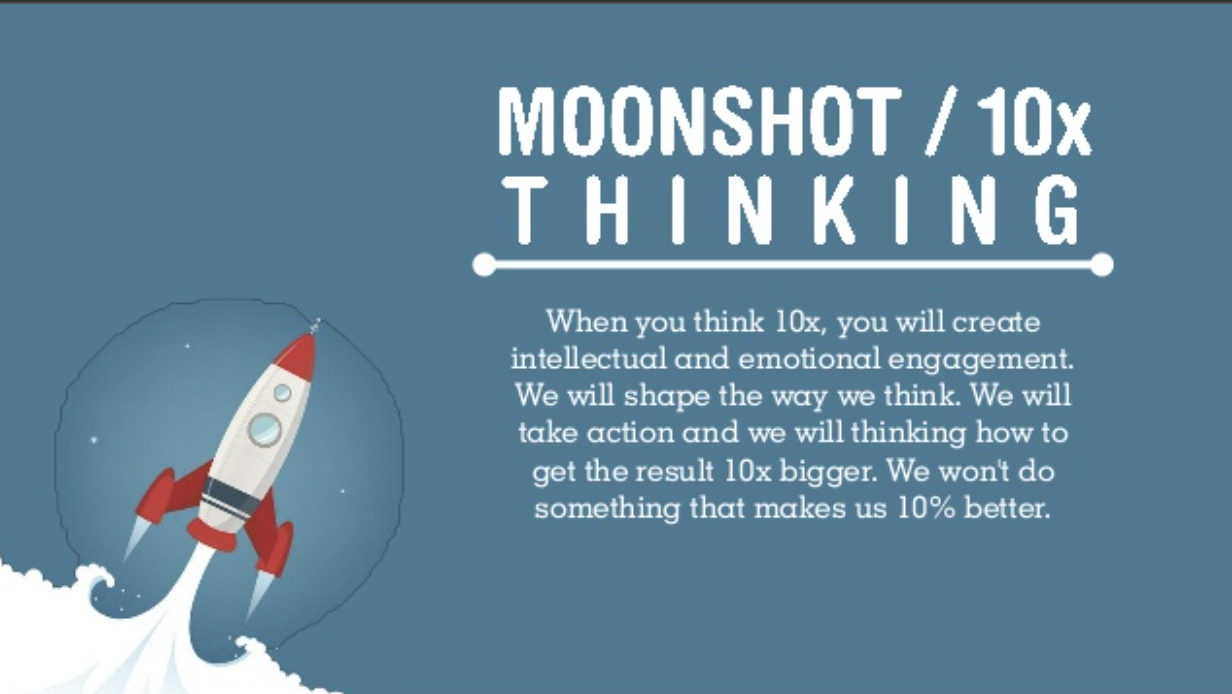 MOONSHOT / 10x
THINKING
When you think 10x, you will create
intellectual and emotional engagement.
We will shape the way we think. We will
take action and we will thinking how to
get the result 10x bigger. We won't do
something that makes us 10% better.